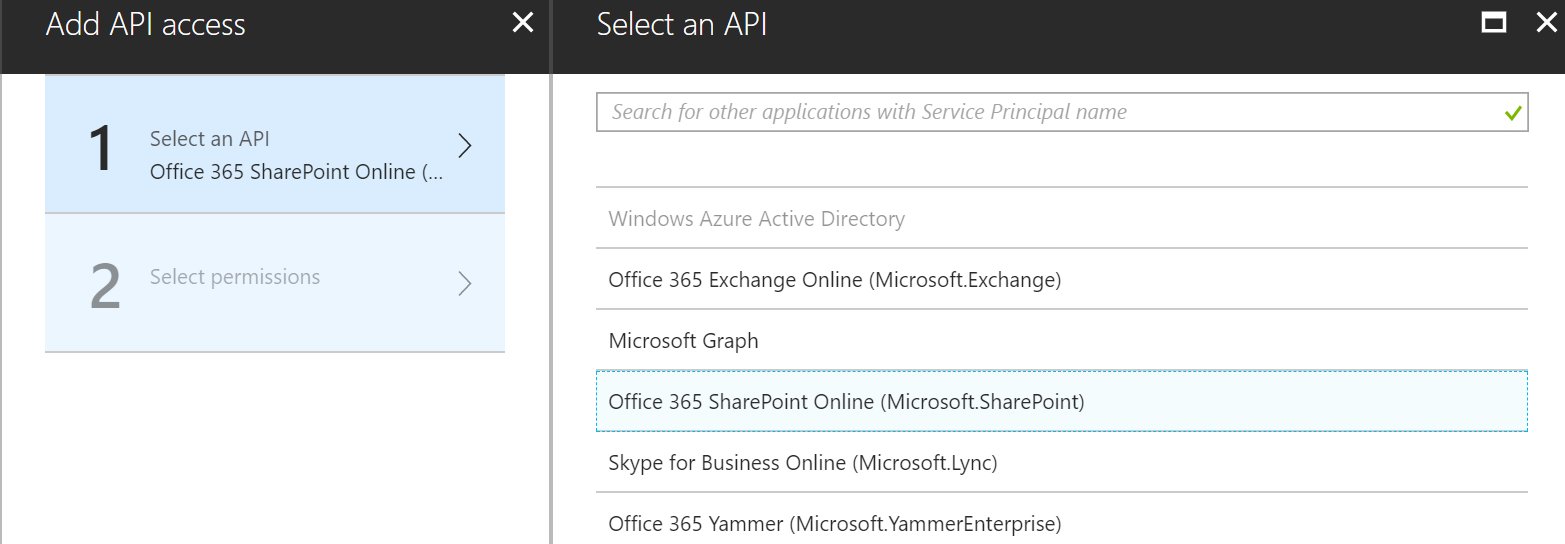 Add API access
1
Select an API
Office 365 SharePoint Online (...
2
Select permissions
Select an API
Search for other applications with Service Principal name
Windows Azure Active Directory
Office 365 Exchange Online (Microsoft.Exchange)
Microsoft Graph
Office 365 SharePoint Online (Microsoft.SharePoint)
Skype for Business Online (Microsoft.Lync)
Office 365 Yammer (Microsoft.YammerEnterprise)